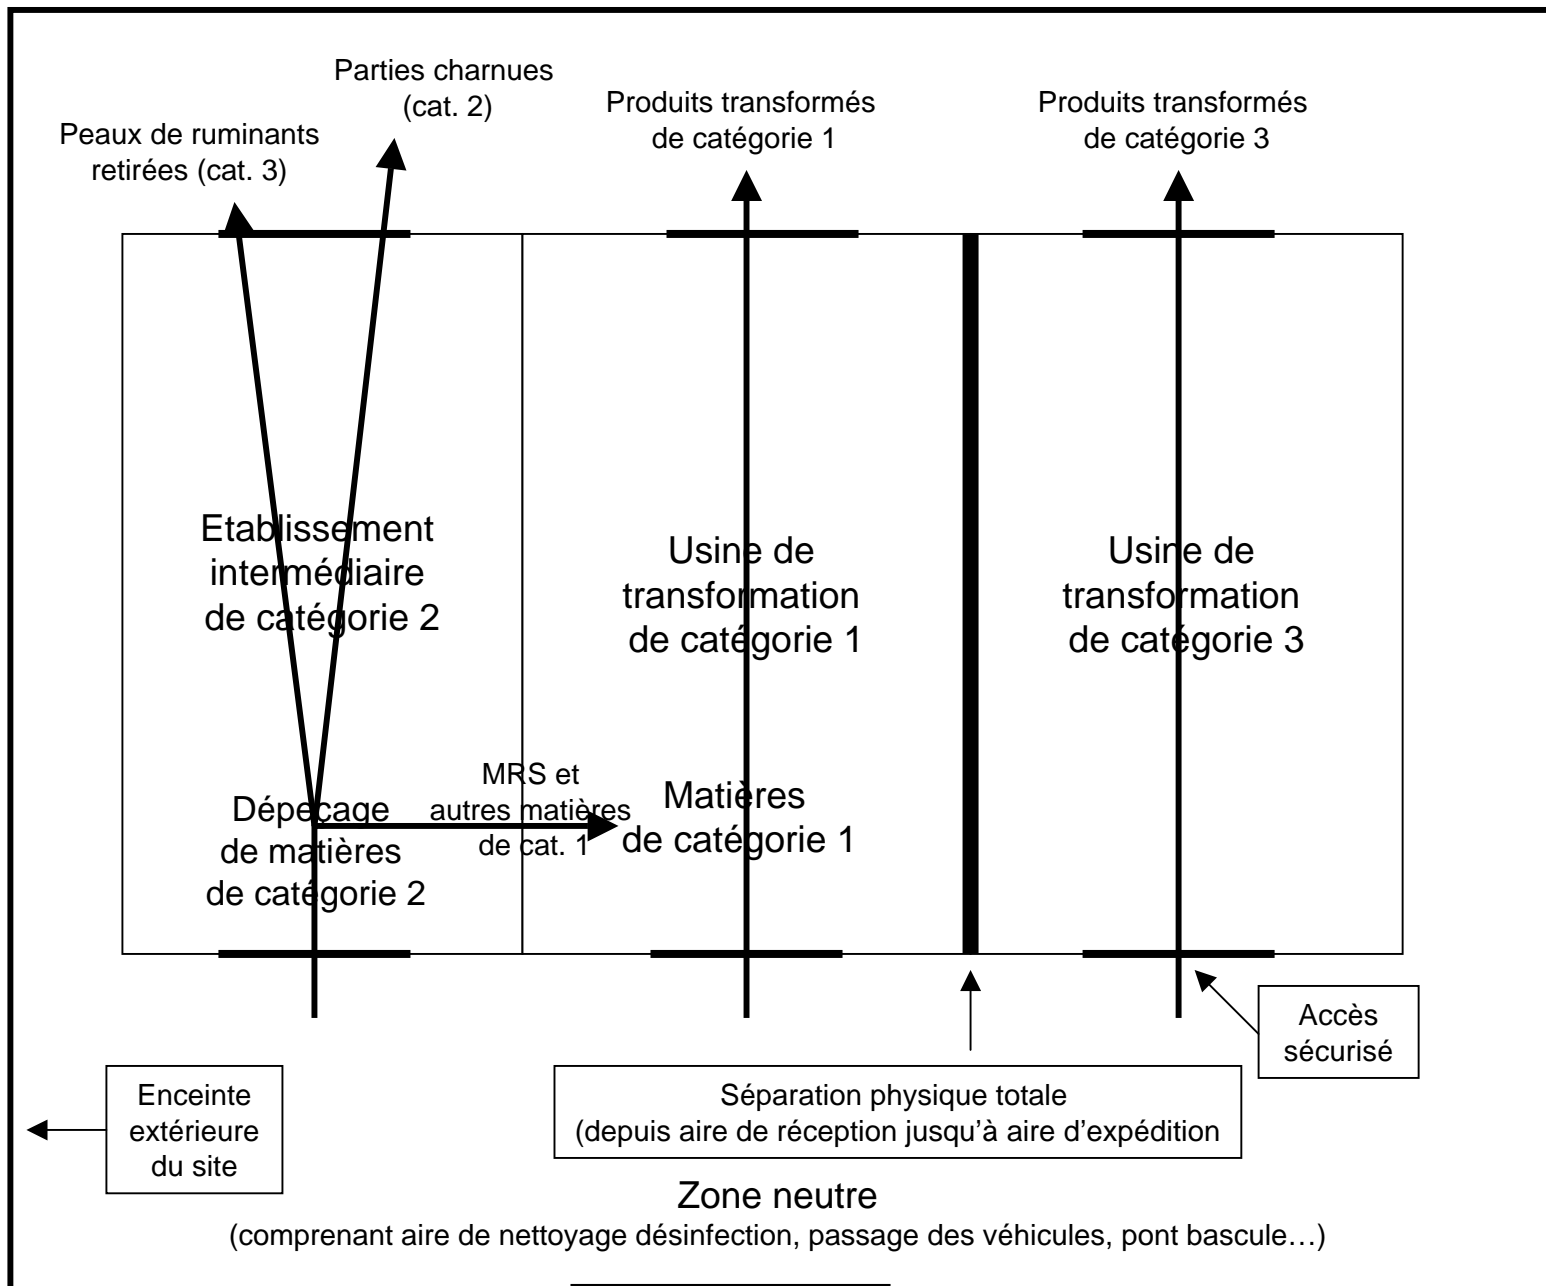 Parties charnues
(cat. 2)
Peaux de ruminants
retirées (cat. 3)
Produits transformés
de catégorie 1
Produits transformés
de catégorie 3
Etablissement
intermédiaire
de catégorie 2
Usine de
transformation
de catégorie 1
Usine de
transformation
de catégorie 3
Dépeçage
de matières
de catégorie 2
MRS et
autres matières
de cat. 1
Matières
de catégorie 1
Accès
sécurisé
Enceinte
extérieure
du site
Séparation physique totale
(depuis aire de réception jusqu'à aire d'expédition
Zone neutre
(comprenant aire de nettoyage désinfection, passage des véhicules, pont bascule…)